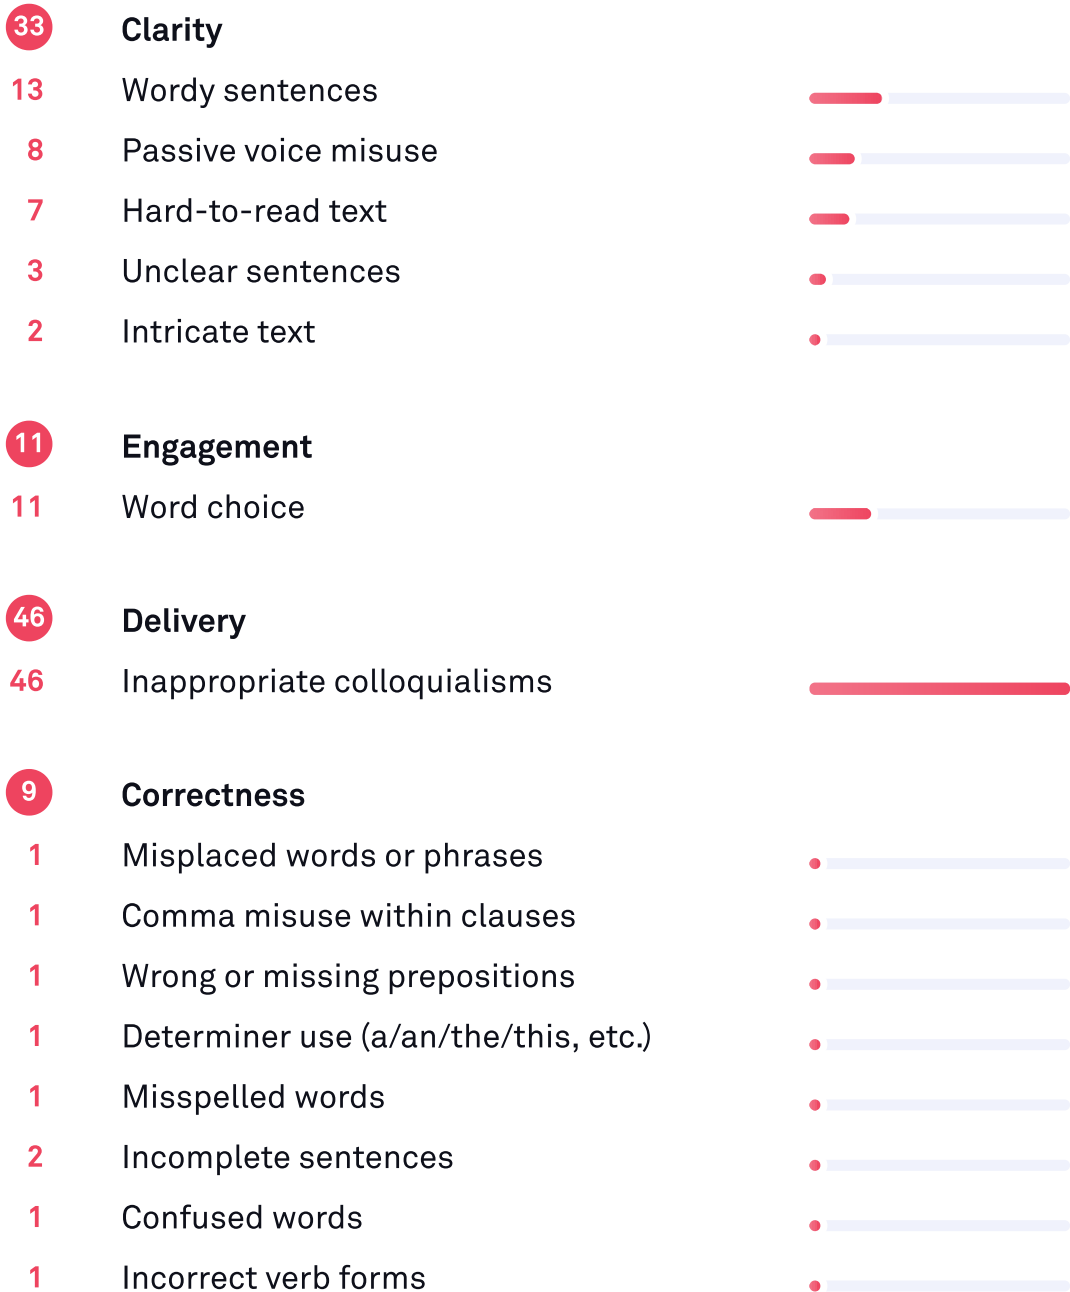 33 Clarity
13 Wordy sentences
8 Passive voice misuse
7 Hard-to-read text
3 Unclear sentences
2 Intricate text
11 Engagement
11 Word choice
46 Delivery
46 Inappropriate colloquialisms
9 Correctness
1 Misplaced words or phrases
1 Comma misuse within clauses
1 Wrong or missing prepositions
1 Determiner use (a/an/the/this, etc.)
1 Misspelled words
2 Incomplete sentences
1 Confused words
1 Incorrect verb forms